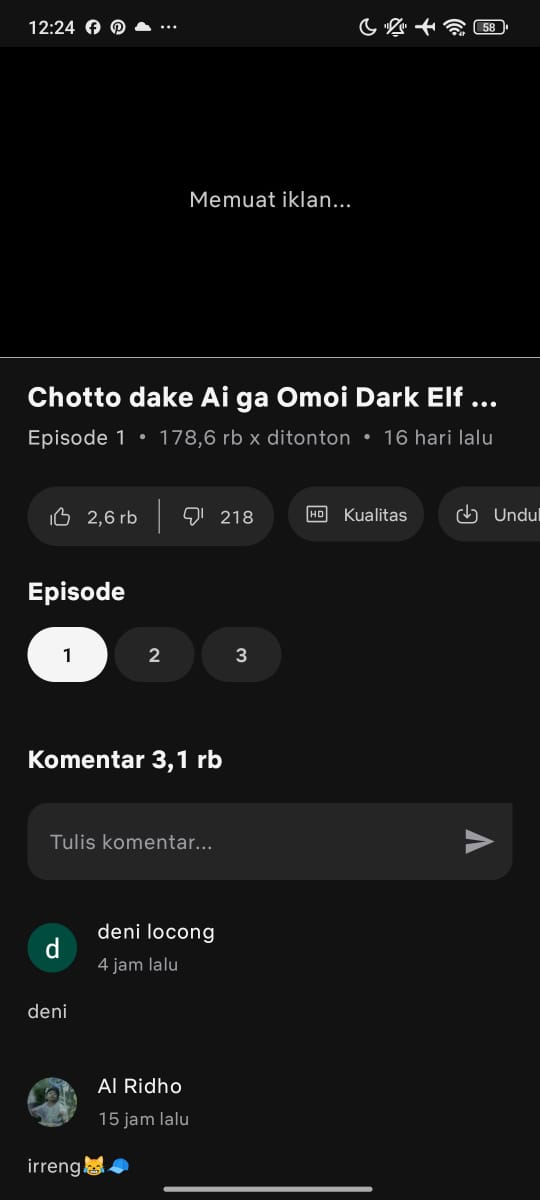 12:24
58
Memuat iklan...
Chotto dake Ai ga Omoi Dark Elf ...
Episode 1 • 178,6 rb x ditonton • 16 hari lalu
2,6 rb 218 HD Kualitas Undul
Episode
1 2 3
Komentar 3,1 rb
Tulis komentar...
d
deni locong
4 jam lalu
deni
Al Ridho
15 jam lalu
irreng😹🧢